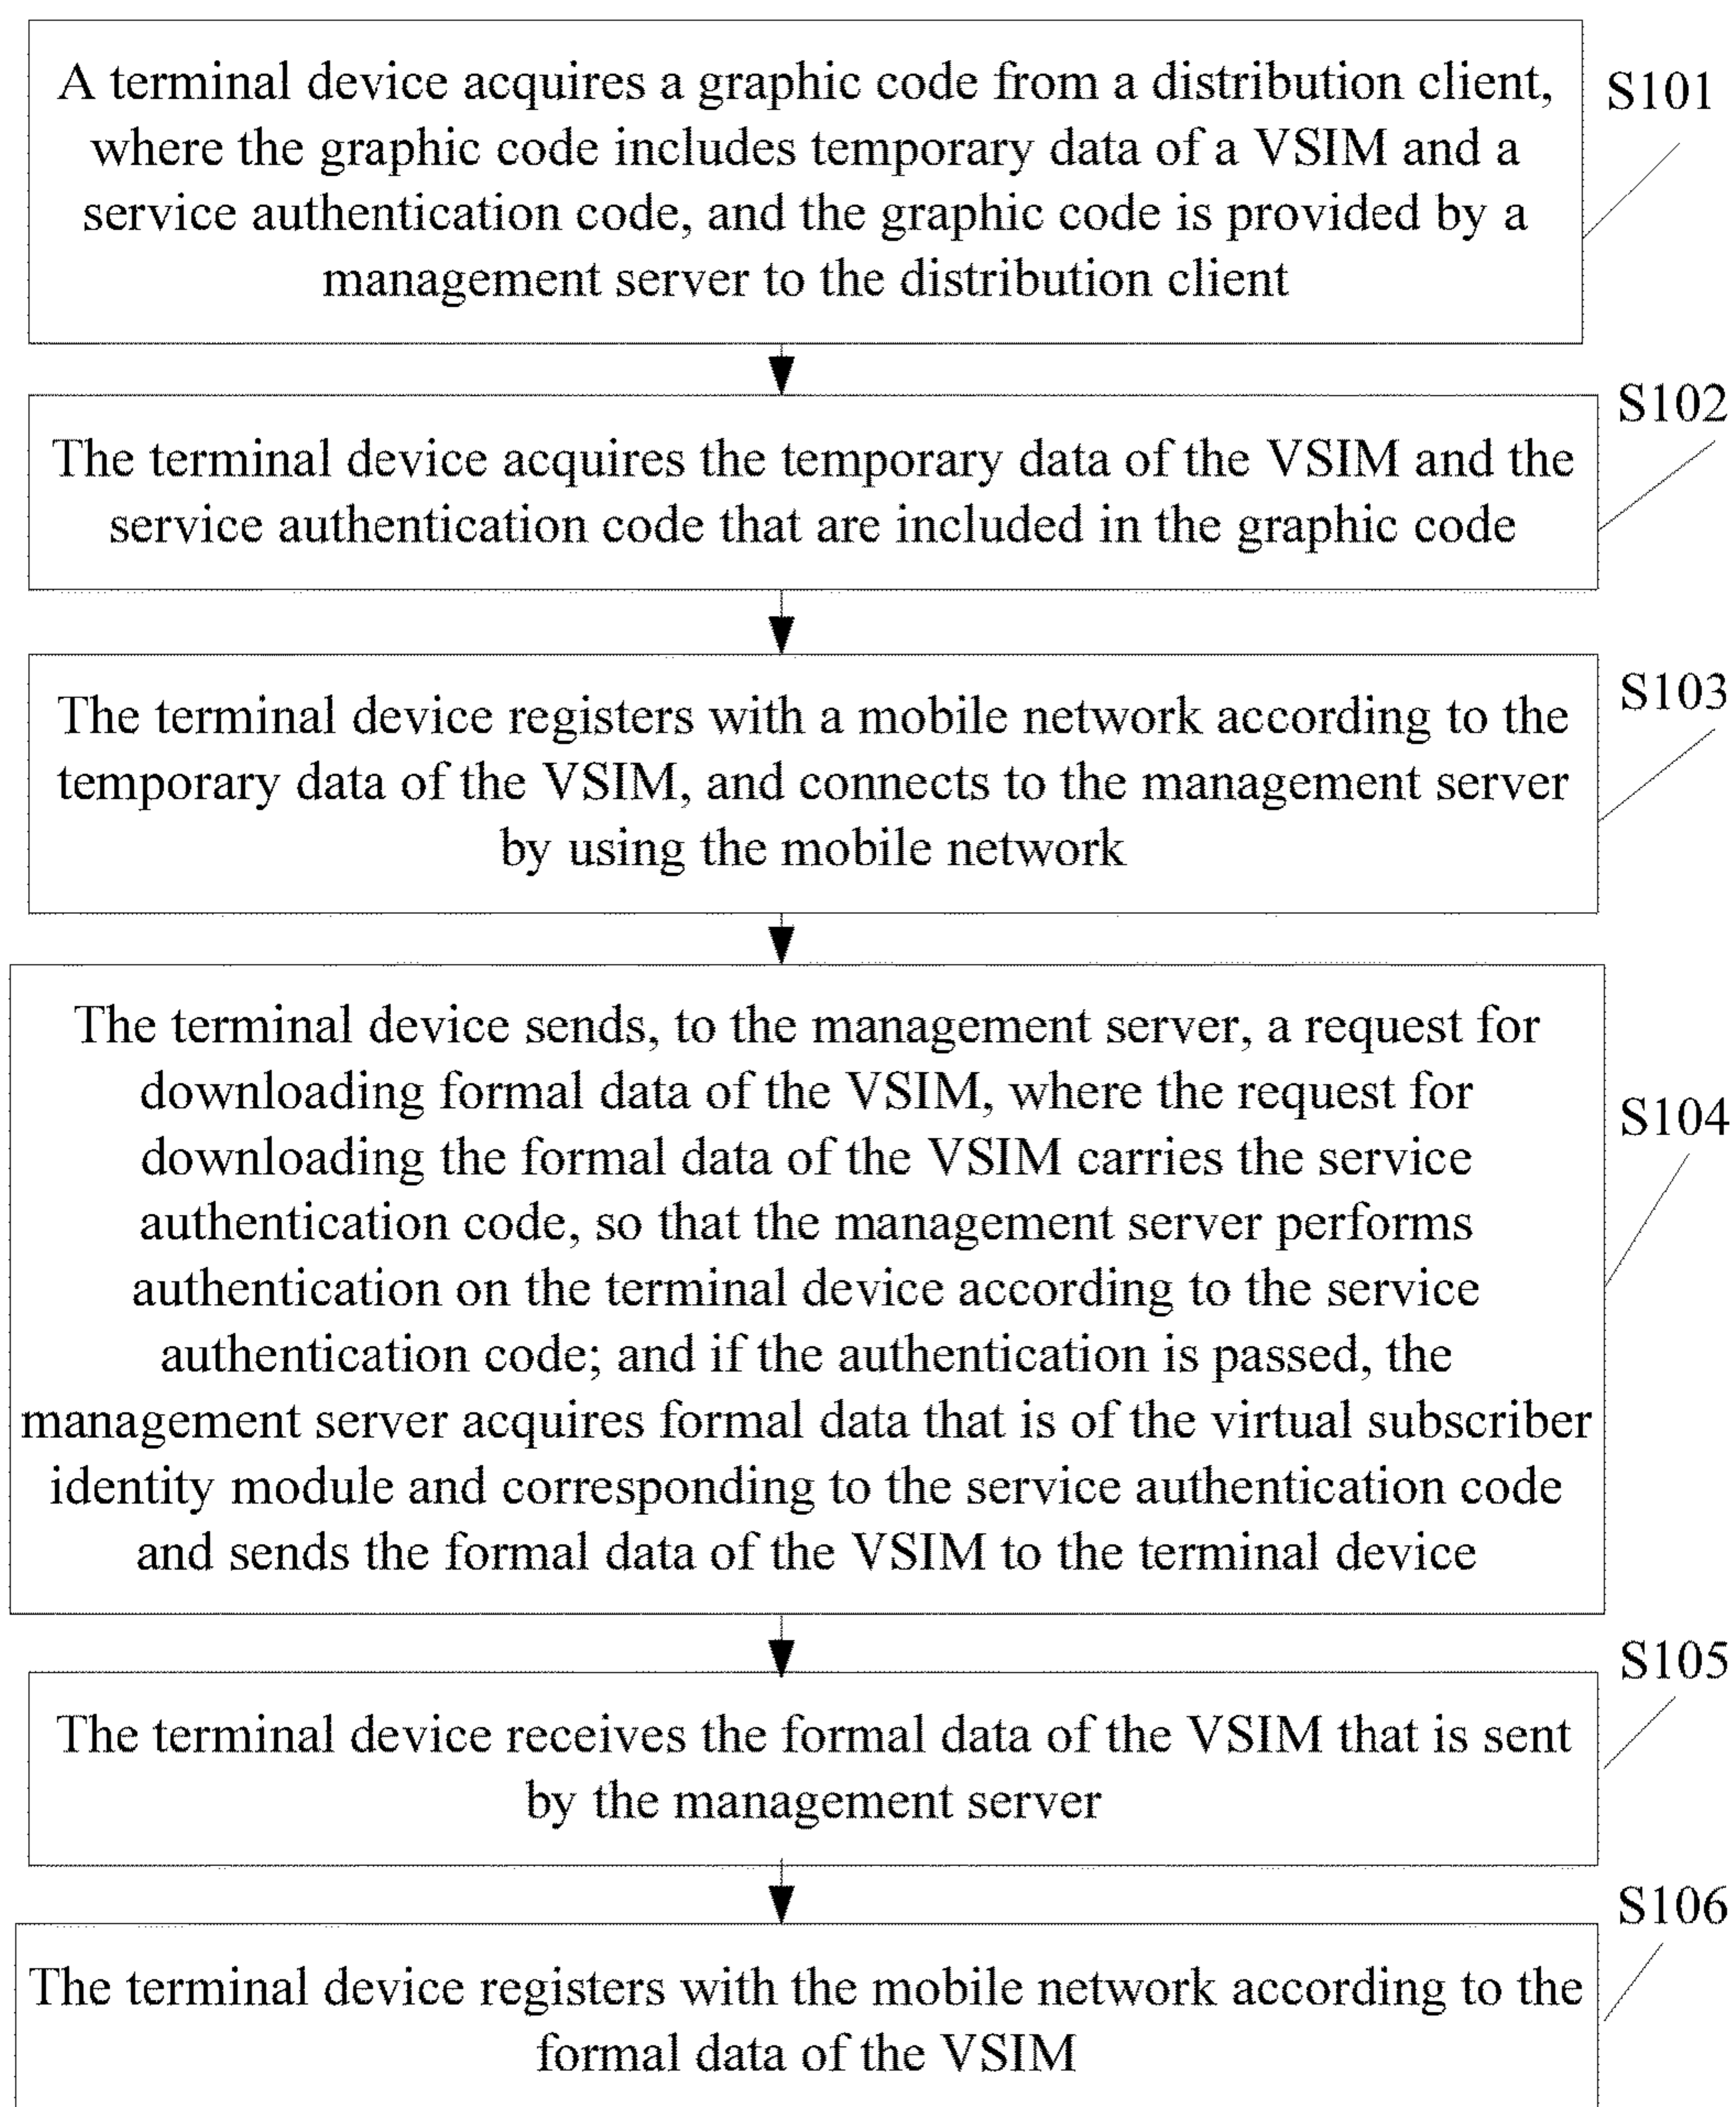 A terminal device acquires a graphic code from a distribution client,
where the graphic code includes temporary data of a VSIM and a
service authentication code, and the graphic code is provided by a
management server to the distribution client
S101
The terminal device acquires the temporary data of the VSIM and the
service authentication code that are included in the graphic code
S102
The terminal device registers with a mobile network according to the
temporary data of the VSIM, and connects to the management server
by using the mobile network
S103
The terminal device sends, to the management server, a request for
downloading formal data of the VSIM, where the request for
downloading the formal data of the VSIM carries the service
authentication code, so that the management server performs
authentication on the terminal device according to the service
authentication code; and if the authentication is passed, the
management server acquires formal data that is of the virtual subscriber
identity module and corresponding to the service authentication code
and sends the formal data of the VSIM to the terminal device
S104
The terminal device receives the formal data of the VSIM that is sent
by the management server
S105
The terminal device registers with the mobile network according to the
formal data of the VSIM
S106